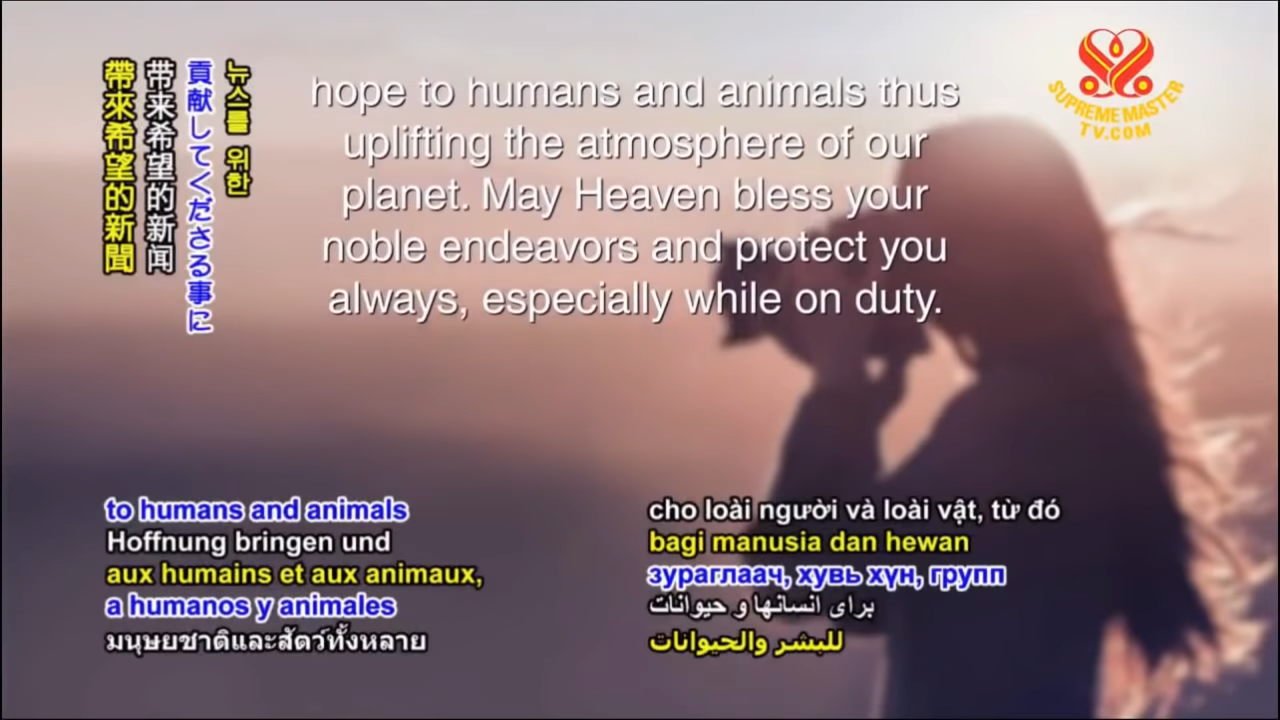 帶來希望的新聞
带来希望的新闻
貢献してくださる事に
뉴스를 위한
hope to humans and animals thus
uplifting the atmosphere of our
planet. May Heaven bless your
noble endeavors and protect you
always, especially while on duty.
SUPREME MASTER
TV.COM
to humans and animals
Hoffnung bringen und
aux humains et aux animaux,
a humanos y animales
มนุษยชาติและสัตว์ทั้งหลาย
cho loài người và loài vật, từ đó
bagi manusia dan hewan
зураглаач, хувь хүн, групп
برای انسانها و حیوانات
للبشر والحيوانات